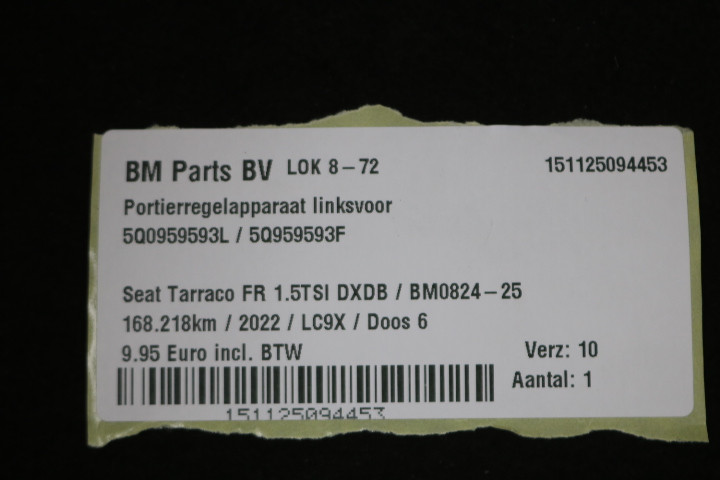 BM Parts BV LOK 8-72 151125094453
Portierregelapparaat linksvoor
5Q0959593L / 5Q959593F
Seat Tarraco FR 1.5TSI DXDB / BM0824-25
168.218km / 2022 / LC9X / Doos 6
9.95 Euro incl. BTW Verz: 10
Aantal: 1
151125094453